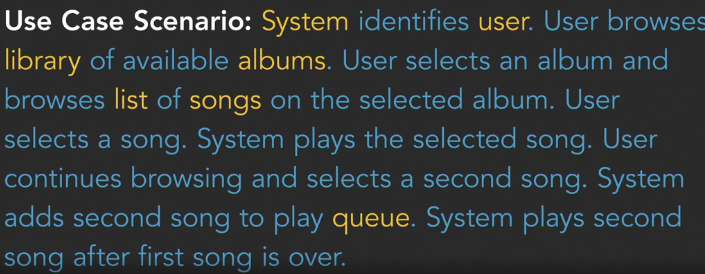 Use Case Scenario: System identifies user. User browses
library of available albums. User selects an album and
browses list of songs on the selected album. User
selects a song. System plays the selected song. User
continues browsing and selects a second song. System
adds second song to play queue. System plays second
song after first song is over.